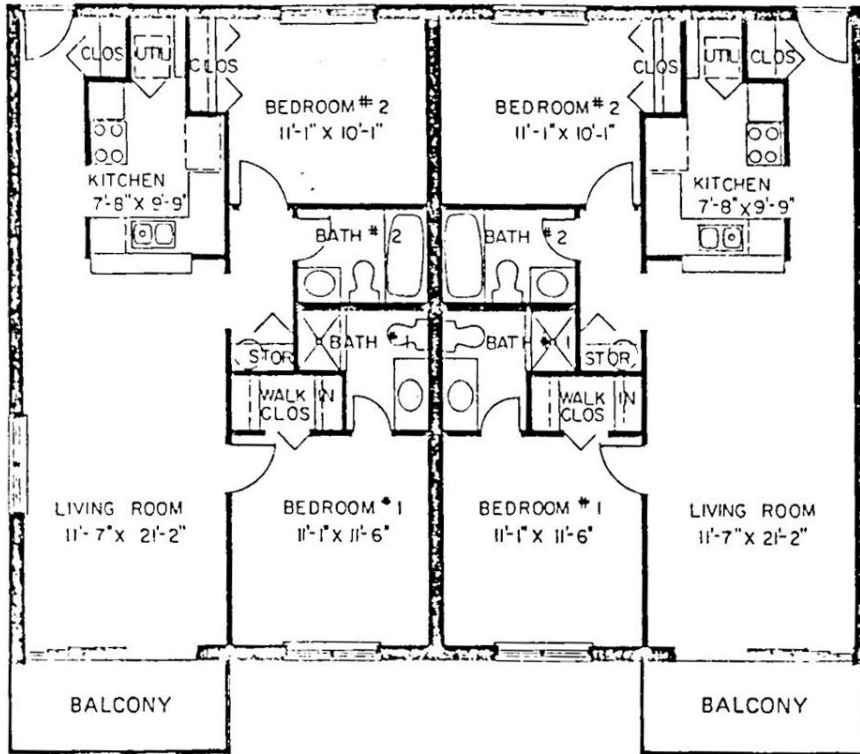 CLOS
UTIL
CLOS
BEDROOM #2
11'-1" X 10'-1"
KITCHEN
7'-8" X 9'-9"
BATH #2
BATH #1
STOR
WALK IN
CLOS
LIVING ROOM
11'-7" X 21'-2"
BEDROOM #1
11'-1" X 11'-6"
BALCONY
BEDROOM #2
11'-1" X 10'-1"
CLOS
UTIL
CLOS
KITCHEN
7'-8" X 9'-9"
BATH #2
BATH #1
STOR
WALK IN
CLOS
BEDROOM #1
11'-1" X 11'-6"
LIVING ROOM
11'-7" X 21'-2"
BALCONY